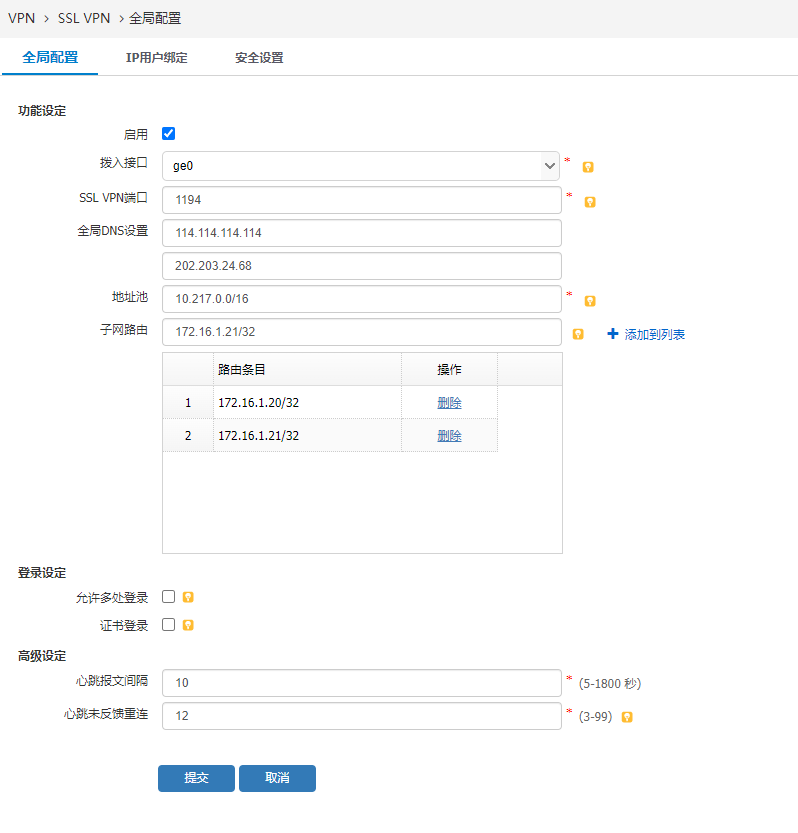 VPN > SSL VPN > 全局配置
全局配置 IP用户绑定 安全设置
功能设定
启用
拨入接口 ge0 *
SSL VPN端口 1194 *
全局DNS设置 114.114.114.114
202.203.24.68
地址池 10.217.0.0/16 *
子网路由 172.16.1.21/32 添加到列表
路由条目 操作
1 172.16.1.20/32 删除
2 172.16.1.21/32 删除
登录设定
允许多处登录
证书登录
高级设定
心跳报文间隔 10 * (5-1800 秒)
心跳未反馈重连 12 * (3-99)
提交 取消